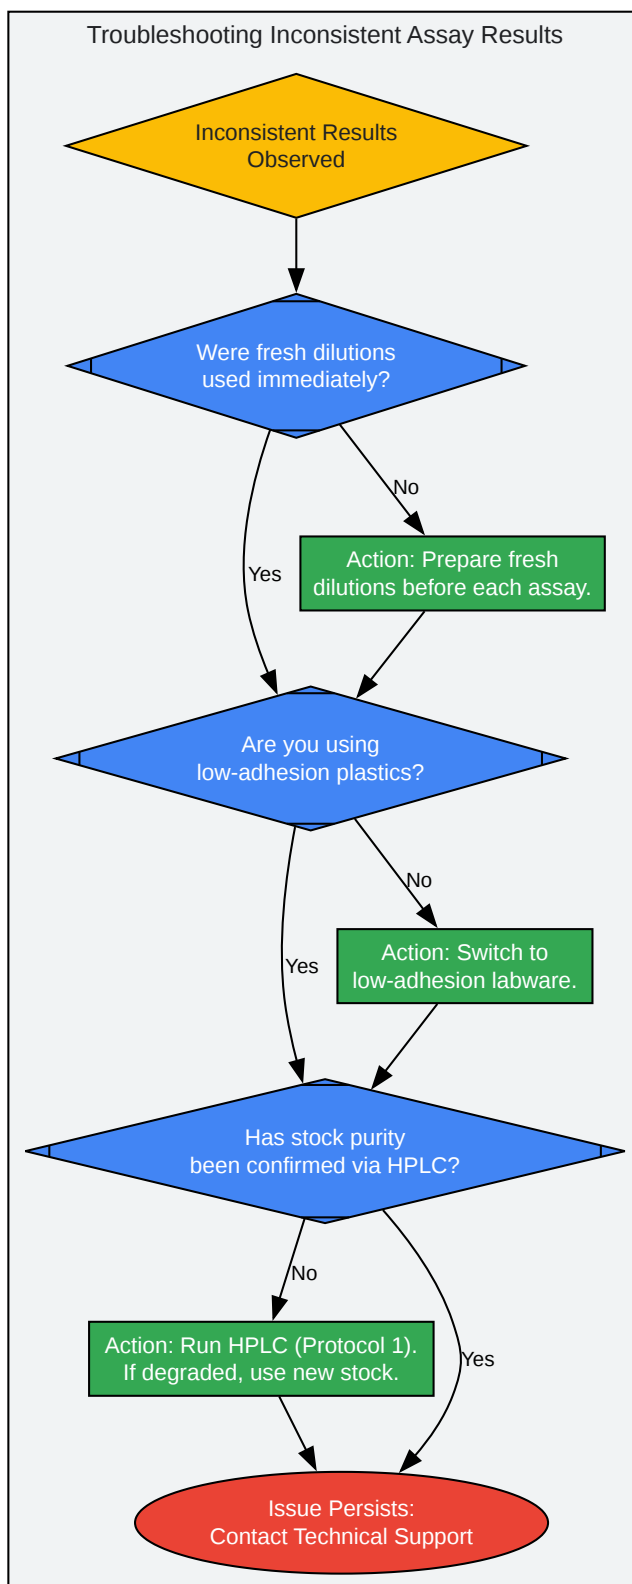 Troubleshooting Inconsistent Assay Results
Inconsistent Results
Observed
Were fresh dilutions
used immediately?
No
Yes
Action: Prepare fresh
dilutions before each assay.
Are you using
low-adhesion plastics?
No
Yes
Action: Switch to
low-adhesion labware.
Has stock purity
been confirmed via HPLC?
No
Yes
Action: Run HPLC (Protocol 1).
If degraded, use new stock.
Issue Persists:
Contact Technical Support